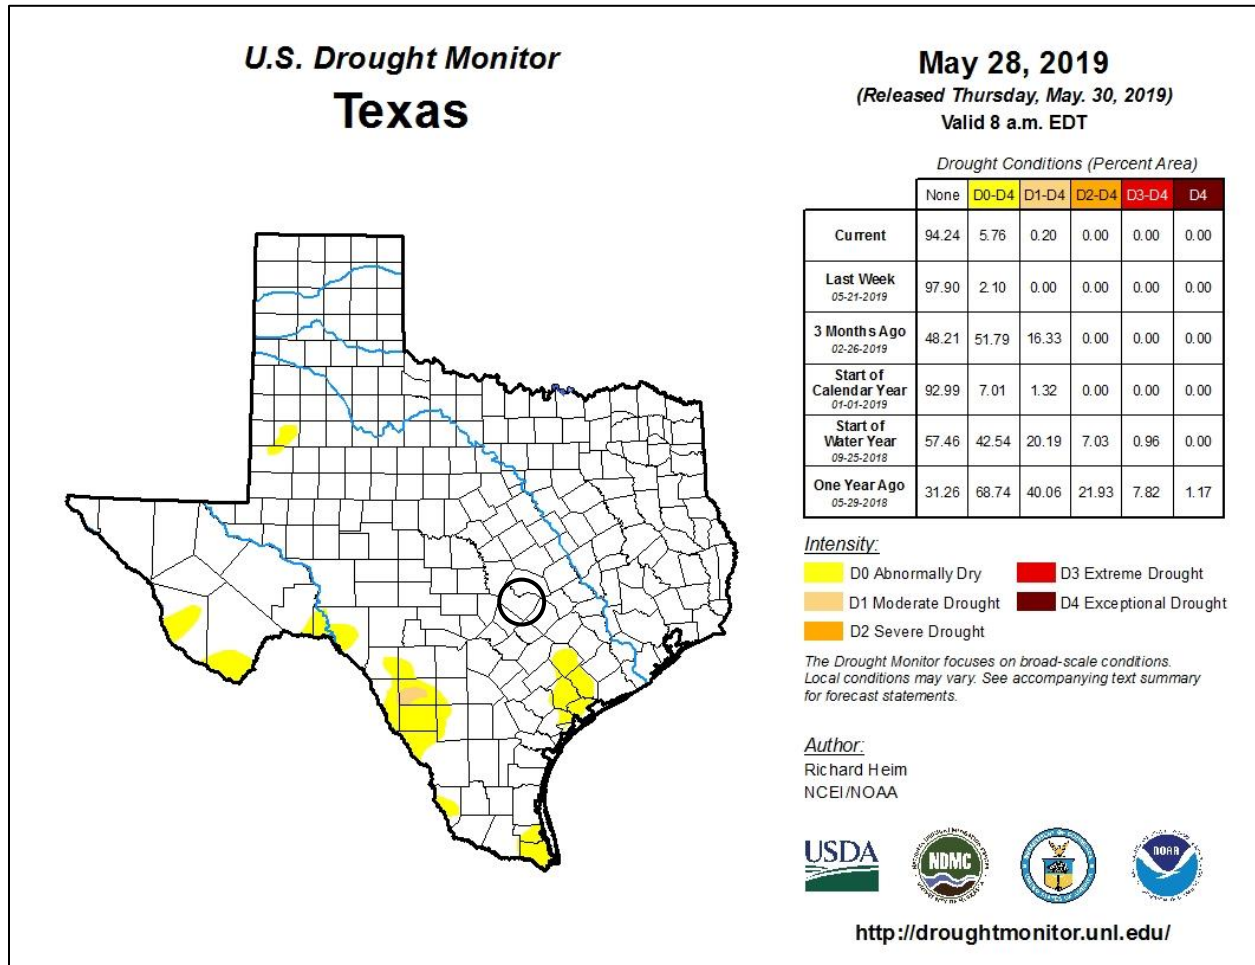 U.S. Drought Monitor
Texas
May 28, 2019
(Released Thursday, May. 30, 2019)
Valid 8 a.m. EDT
Drought Conditions (Percent Area)
None D0-D4 D1-D4 D2-D4 D3-D4 D4
Current 94.24 5.76 0.20 0.00 0.00 0.00
Last Week
05-21-2019 97.90 2.10 0.00 0.00 0.00 0.00
3 Months Ago
02-26-2019 48.21 51.79 16.33 0.00 0.00 0.00
Start of
Calendar Year
01-01-2019 92.99 7.01 1.32 0.00 0.00 0.00
Start of
Water Year
09-25-2018 57.46 42.54 20.19 7.03 0.96 0.00
One Year Ago
05-29-2018 31.26 68.74 40.06 21.93 7.82 1.17
Intensity:
D0 Abnormally Dry
D1 Moderate Drought
D2 Severe Drought
D3 Extreme Drought
D4 Exceptional Drought
The Drought Monitor focuses on broad-scale conditions.
Local conditions may vary. See accompanying text summary
for forecast statements.
Author:
Richard Heim
NCEI/NOAA
USDA
NDMC
NOAA
http://droughtmonitor.unl.edu/